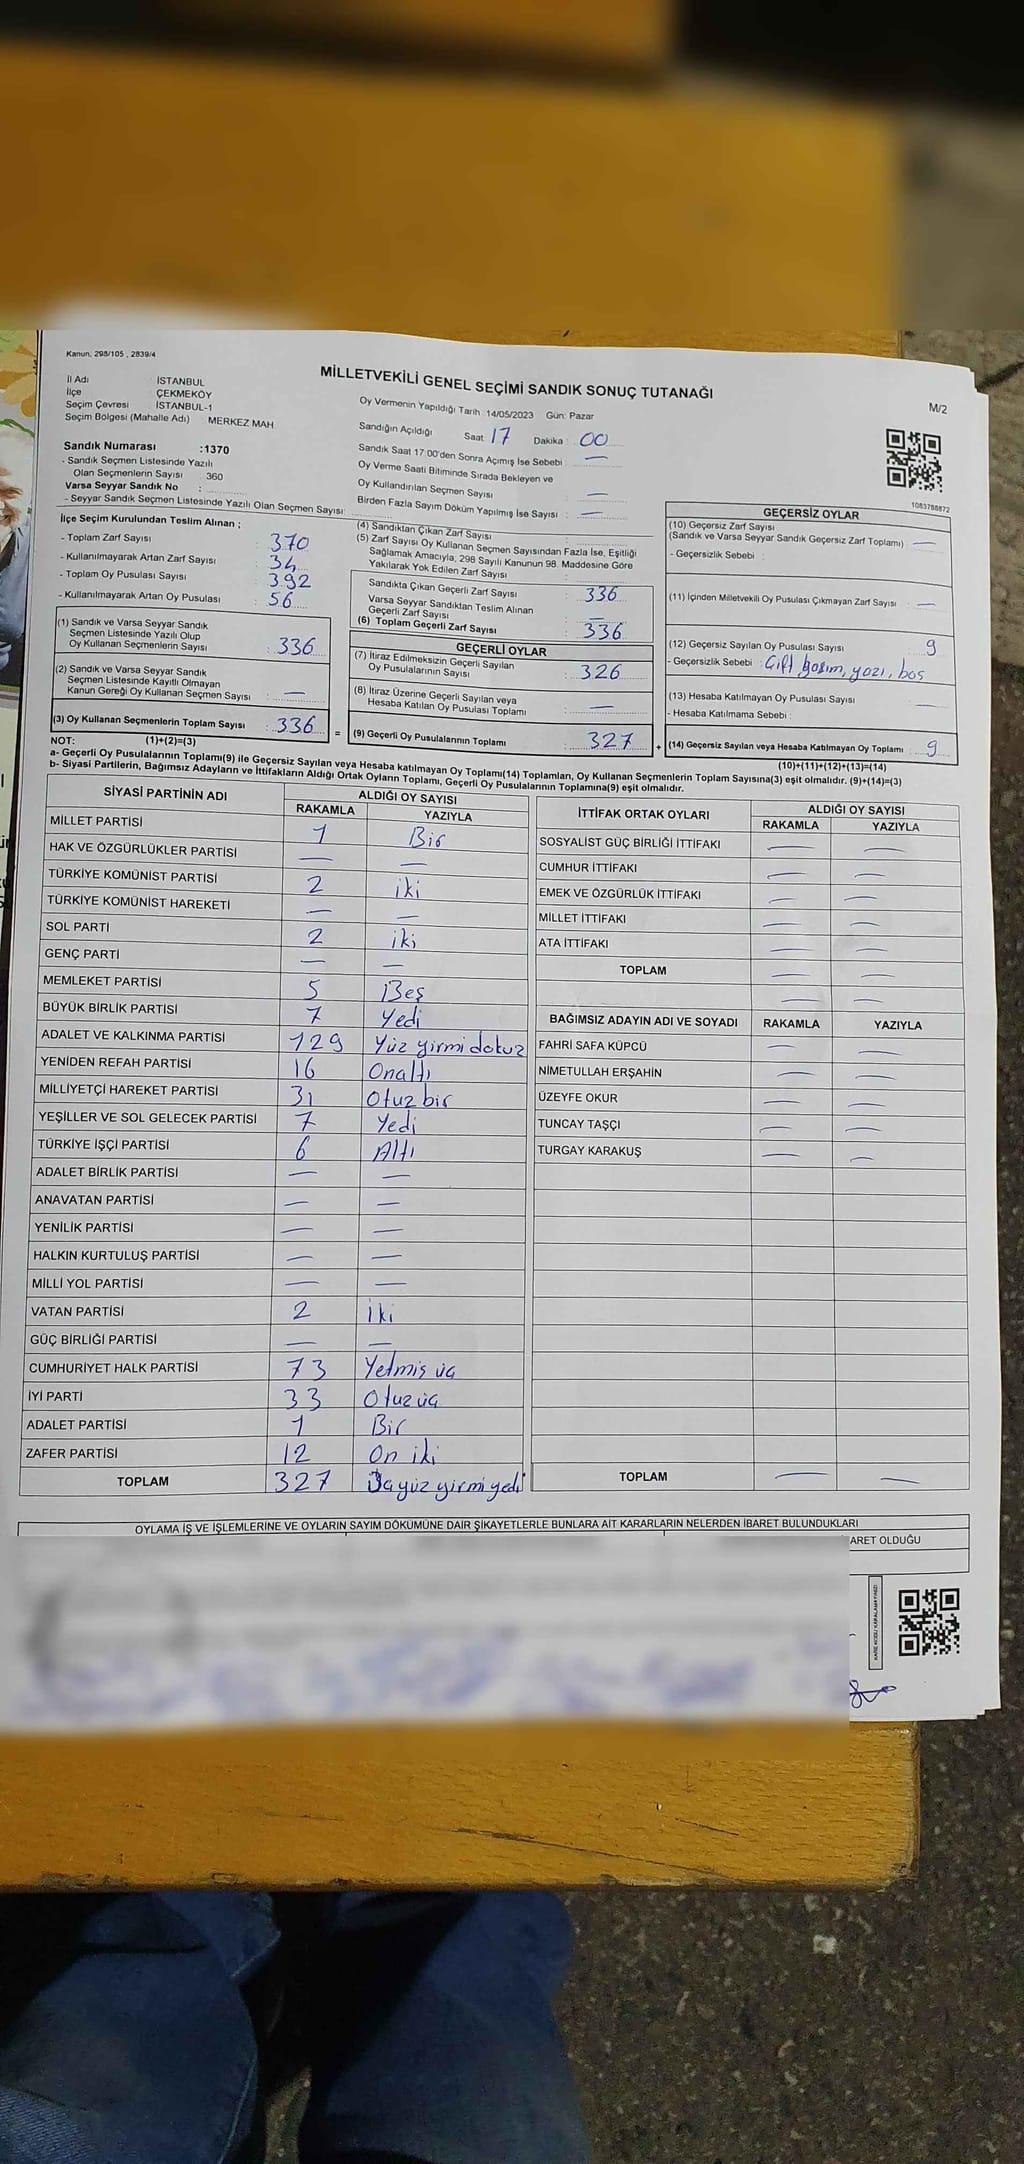 Kanun: 298/105 , 2839/4
MİLLETVEKİLİ GENEL SEÇİMİ SANDIK SONUÇ TUTANAĞI
M/2
İl Adı İSTANBUL
İlçe ÇEKMEKÖY
Seçim Çevresi İSTANBUL-1
Seçim Bölgesi (Mahalle Adı) MERKEZ MAH.
Sandık Numarası :1370
- Sandık Seçmen Listesinde Yazılı
Olan Seçmenlerin Sayısı : 360
Varsa Seyyar Sandık No :
- Seyyar Sandık Seçmen Listesinde Yazılı Olan Seçmen Sayısı:
Oy Vermenin Yapıldığı Tarih :14/05/2023 Gün: Pazar
Sandığın Açıldığı Saat: 17 Dakika : 00
Sandık Saat 17:00'den Sonra Açımış İse Sebebi : —
Oy Verme Saati Bitiminde Sırada Bekleyen ve
Oy Kullandırılan Seçmen Sayısı : —
Birden Fazla Sayım Döküm Yapılmış İse Sayısı : —
1083788872
İlçe Seçim Kurulundan Teslim Alınan ;
- Toplam Zarf Sayısı : 370
- Kullanılmayarak Artan Zarf Sayısı : 34
- Toplam Oy Pusulası Sayısı : 392
- Kullanılmayarak Artan Oy Pusulası : 56
(1) Sandık ve Varsa Seyyar Sandık
Seçmen Listesinde Yazılı Olup
Oy Kullanan Seçmenlerin Sayısı : 336
(2) Sandık ve Varsa Seyyar Sandık
Seçmen Listesinde Kayıtlı Olmayan
Kanun Gereği Oy Kullanan Seçmen Sayısı : —
(3) Oy Kullanan Seçmenlerin Toplam Sayısı : 336 =
(4) Sandıktan Çıkan Zarf Sayısı :
(5) Zarf Sayısı Oy Kullanan Seçmen Sayısından Fazla İse, Eşitliği
Sağlamak Amacıyla, 298 Sayılı Kanunun 98. Maddesine Göre
Yakılarak Yok Edilen Zarf Sayısı :
Sandıkta Çıkan Geçerli Zarf Sayısı : 336
Varsa Seyyar Sandıktan Teslim Alınan
Geçerli Zarf Sayısı : —
(6) Toplam Geçerli Zarf Sayısı : 336
GEÇERLİ OYLAR
(7) İtiraz Edilmeksizin Geçerli Sayılan
Oy Pusulalarının Sayısı : 326
(8) İtiraz Üzerine Geçerli Sayılan veya
Hesaba Katılan Oy Pusulası Toplamı : —
(9) Geçerli Oy Pusulalarının Toplamı : 327 +
GEÇERSİZ OYLAR
(10) Geçersiz Zarf Sayısı
(Sandık ve Varsa Seyyar Sandık Geçersiz Zarf Toplamı) : —
- Geçersizlik Sebebi :
(11) İçinden Milletvekili Oy Pusulası Çıkmayan Zarf Sayısı : —
(12) Geçersiz Sayılan Oy Pusulası Sayısı : 9
- Geçersizlik Sebebi : Çift basım, yazı, boş
(13) Hesaba Katılmayan Oy Pusulası Sayısı : —
- Hesaba Katılmama Sebebi :
(14) Geçersiz Sayılan veya Hesaba Katılmayan Oy Toplamı : 9
NOT: (1)+(2)=(3)
(10)+(11)+(12)+(13)=(14)
a- Geçerli Oy Pusulalarının Toplamı(9) ile Geçersiz Sayılan veya Hesaba katılmayan Oy Toplamı(14) Toplamları, Oy Kullanan Seçmenlerin Toplam Sayısına(3) eşit olmalıdır. (9)+(14)=(3)
b- Siyasi Partilerin, Bağımsız Adayların ve İttifakların Aldığı Ortak Oyların Toplamı, Geçerli Oy Pusulalarının Toplamına(9) eşit olmalıdır.
SİYASİ PARTİNİN ADI ALDIĞI OY SAYISI
RAKAMLA YAZIYLA
MİLLET PARTİSİ 1 Bir
HAK VE ÖZGÜRLÜKLER PARTİSİ — —
TÜRKİYE KOMÜNİST PARTİSİ 2 iki
TÜRKİYE KOMÜNİST HAREKETİ — —
SOL PARTİ 2 iki
GENÇ PARTİ — —
MEMLEKET PARTİSİ 5 Beş
BÜYÜK BİRLİK PARTİSİ 7 Yedi
ADALET VE KALKINMA PARTİSİ 129 Yüz yirmi dokuz
YENİDEN REFAH PARTİSİ 16 Onaltı
MİLLİYETÇİ HAREKET PARTİSİ 31 Otuz bir
YEŞİLLER VE SOL GELECEK PARTİSİ 7 Yedi
TÜRKİYE İŞÇİ PARTİSİ 6 Altı
ADALET BİRLİK PARTİSİ — —
ANAVATAN PARTİSİ — —
YENİLİK PARTİSİ — —
HALKIN KURTULUŞ PARTİSİ — —
MİLLİ YOL PARTİSİ — —
VATAN PARTİSİ 2 İki
GÜÇ BİRLİĞİ PARTİSİ — —
CUMHURİYET HALK PARTİSİ 73 Yetmiş üç
İYİ PARTİ 33 Otuz üç
ADALET PARTİSİ 1 Bir
ZAFER PARTİSİ 12 On iki
TOPLAM 327 Üçyüz yirmi yedi
İTTİFAK ORTAK OYLARI ALDIĞI OY SAYISI
RAKAMLA YAZIYLA
SOSYALİST GÜÇ BİRLİĞİ İTTİFAKI — —
CUMHUR İTTİFAKI — —
EMEK VE ÖZGÜRLÜK İTTİFAKI — —
MİLLET İTTİFAKI — —
ATA İTTİFAKI — —
TOPLAM — —
— —
BAĞIMSIZ ADAYIN ADI VE SOYADI RAKAMLA YAZIYLA
FAHRİ SAFA KÜPCÜ — —
NİMETULLAH ERŞAHİN — —
ÜZEYFE OKUR — —
TUNCAY TAŞÇI — —
TURGAY KARAKUŞ — —
TOPLAM — —
OYLAMA İŞ VE İŞLEMLERİNE VE OYLARIN SAYIM DÖKÜMÜNE DAİR ŞİKAYETLERLE BUNLARA AİT KARARLARIN NELERDEN İBARET BULUNDUKLARI
ARET OLDUĞU
KARE KODU KARALAMAYINIZ!